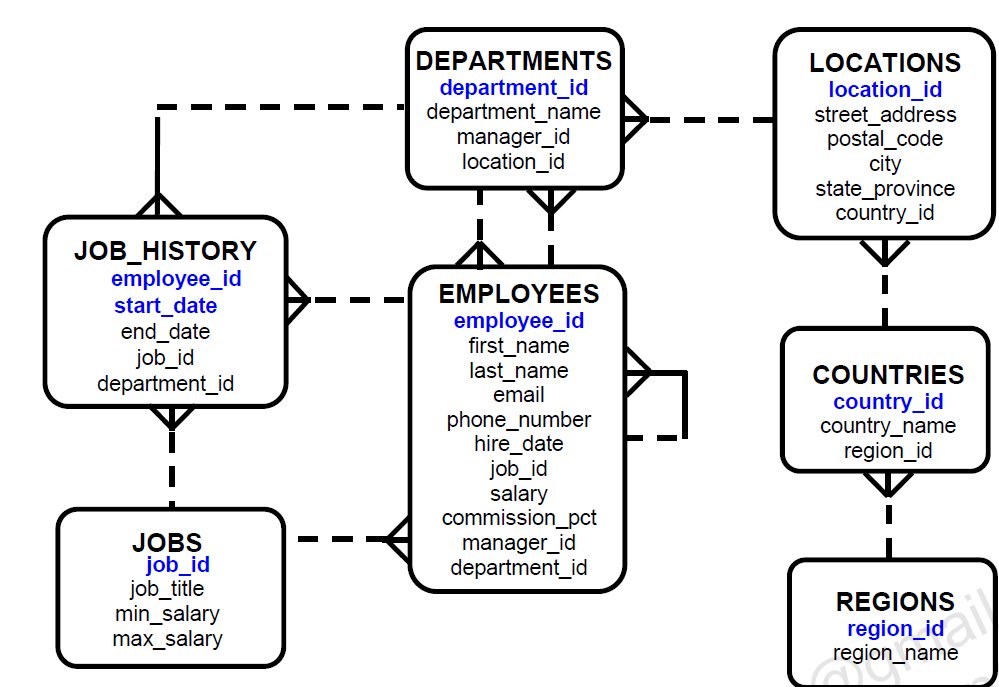 DEPARTMENTS
department_id
department_name
manager_id
location_id
LOCATIONS
location_id
street_address
postal_code
city
state_province
country_id
JOB_HISTORY
employee_id
start_date
end_date
job_id
department_id
EMPLOYEES
employee_id
first_name
last_name
email
phone_number
hire_date
job_id
salary
commission_pct
manager_id
department_id
COUNTRIES
country_id
country_name
region_id
JOBS
job_id
job_title
min_salary
max_salary
REGIONS
region_id
region_name
@gmail